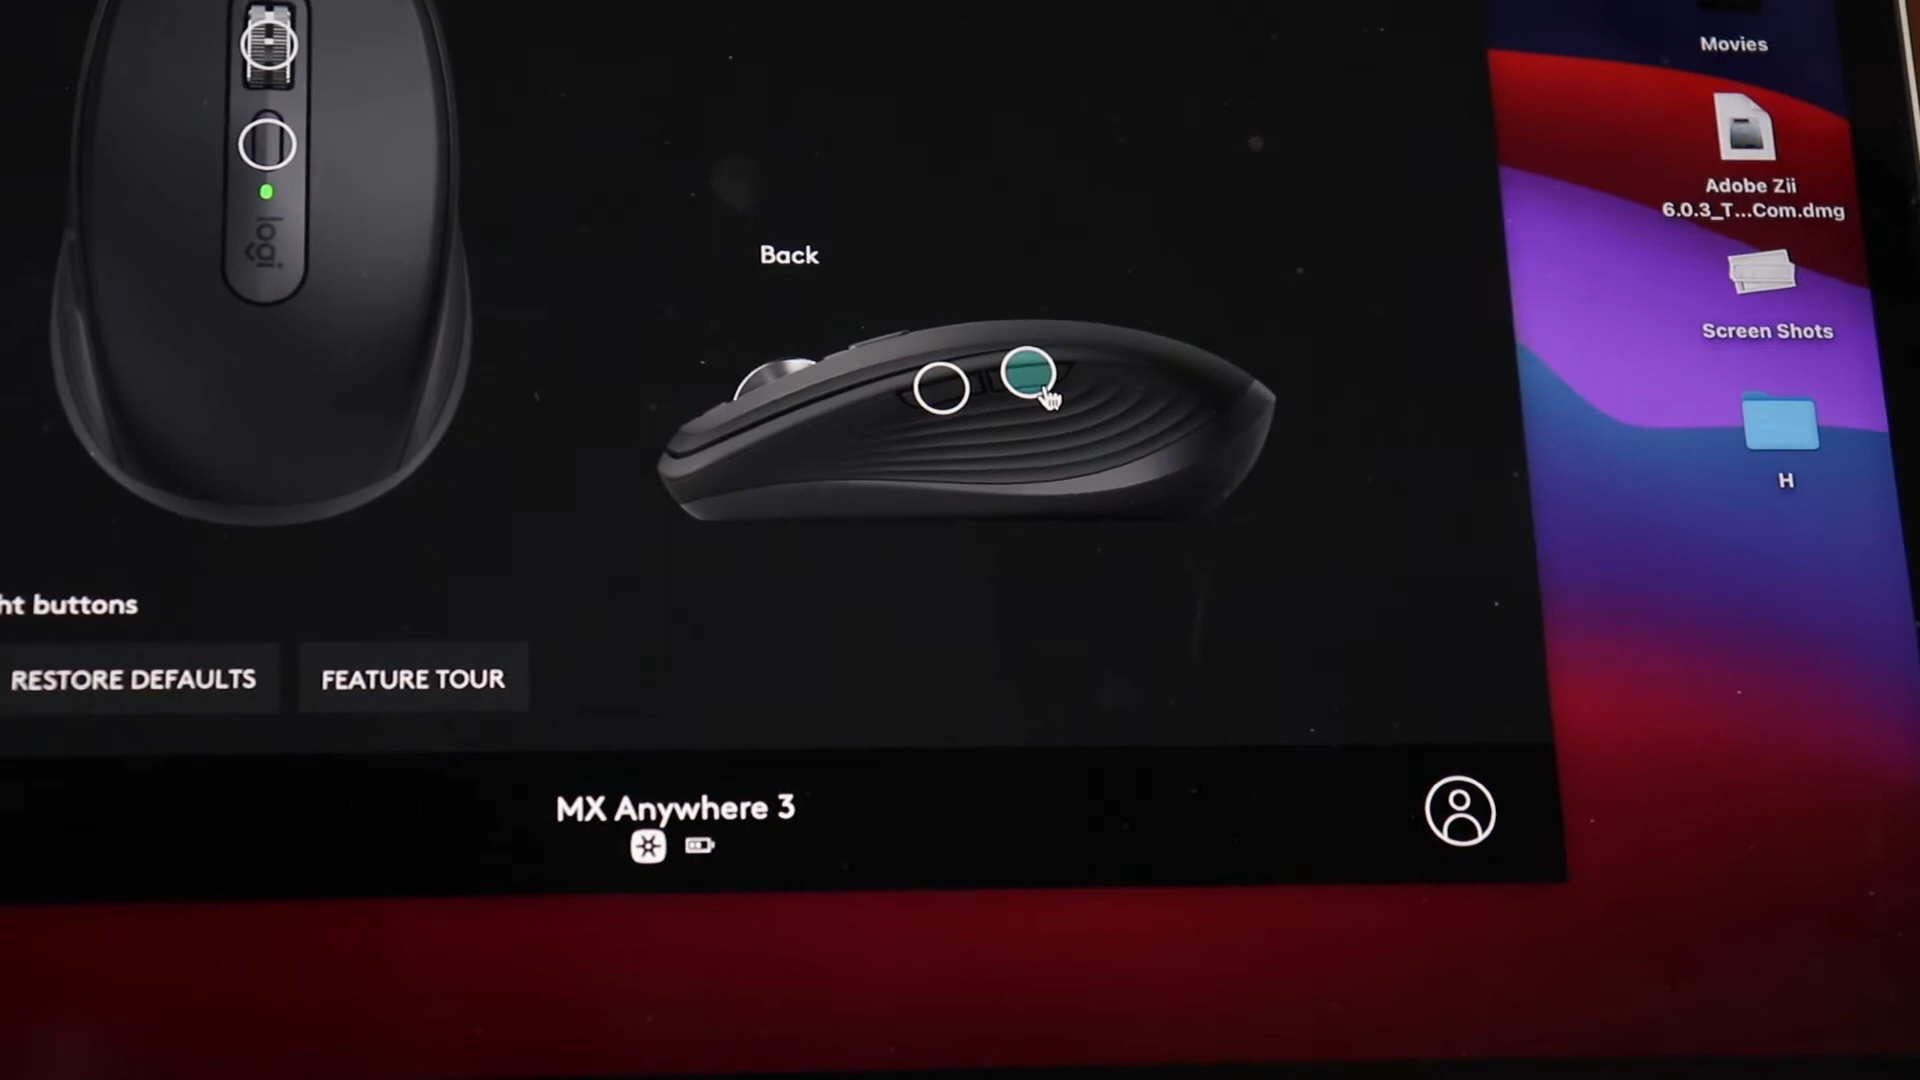 Movies
Adobe Zii
6.0.3_T...Com.dmg
logi
Back
Screen Shots
H
ht buttons
RESTORE DEFAULTS
FEATURE TOUR
MX Anywhere 3